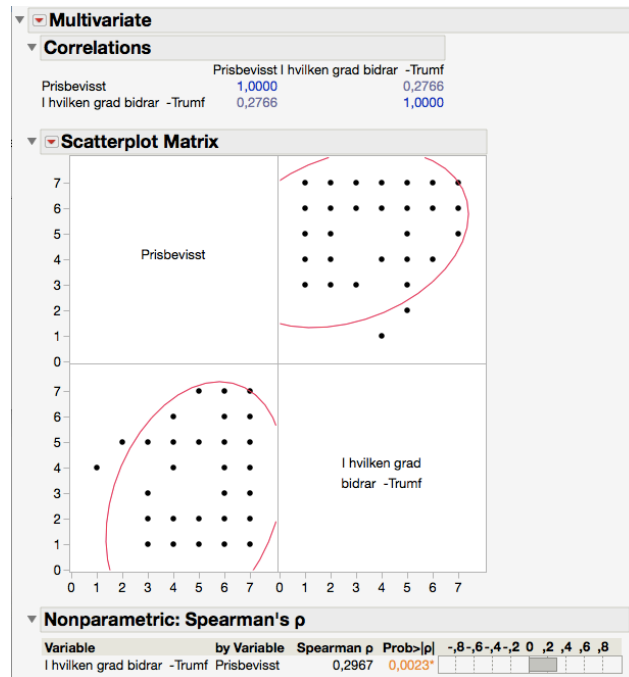 Multivariate
Correlations
Prisbevisst I hvilken grad bidrar -Trumf
Prisbevisst 1,0000 0,2766
I hvilken grad bidrar -Trumf 0,2766 1,0000
Scatterplot Matrix
7
6
5
4
3
2
1
0
Prisbevisst
7
6
5
4
3
2
1
0
I hvilken grad
bidrar -Trumf
0 1 2 3 4 5 6 7 0 1 2 3 4 5 6 7
Nonparametric: Spearman's ρ
Variable by Variable Spearman ρ Prob>|ρ| -,8-,6-,4-,2 0 ,2 ,4 ,6 ,8
I hvilken grad bidrar -Trumf Prisbevisst 0,2967 0,0023*